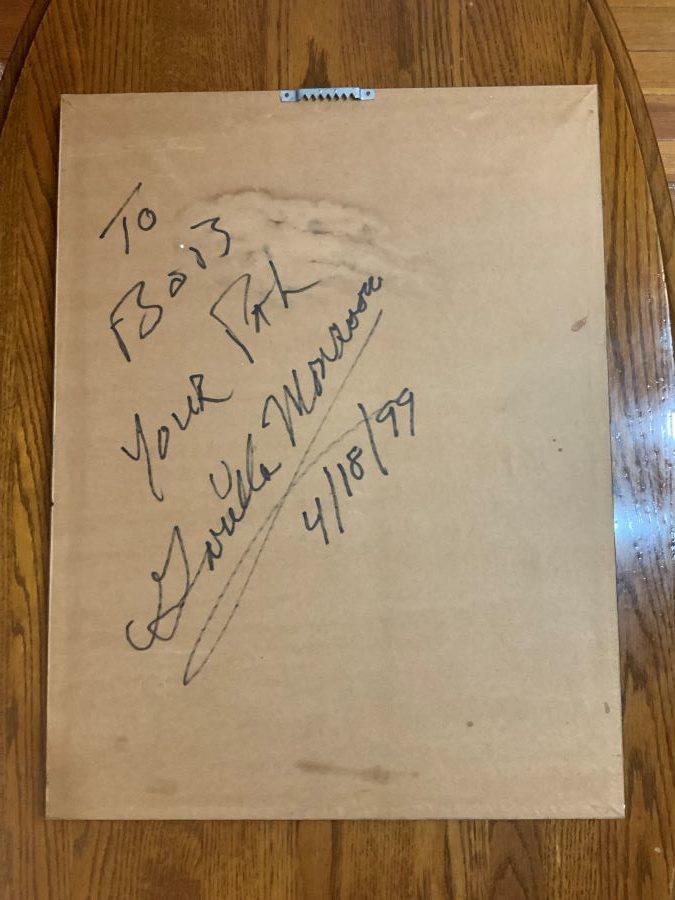 To
BOB
YOUR PAL
Gorilla Monsoon
4/18/99